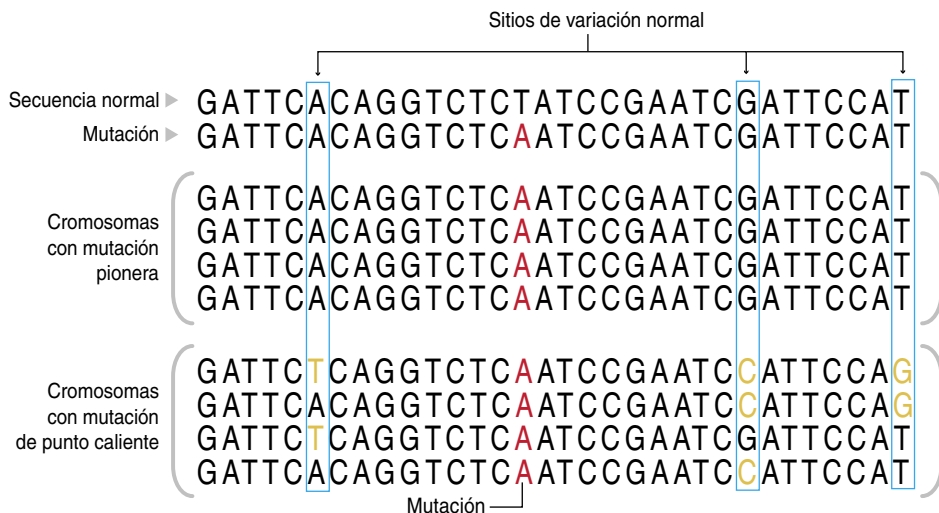 Sitios de variación normal
Secuencia normal
GATTCACAGGTCTCTATCCGAATCGATTCCAT
Mutación
GATTCACAGGTCTCAATCCGAATCGATTCCAT
Cromosomas
con mutación
pionera
GATTCACAGGTCTCAATCCGAATCGATTCCAT
GATTCACAGGTCTCAATCCGAATCGATTCCAT
GATTCACAGGTCTCAATCCGAATCGATTCCAT
GATTCACAGGTCTCAATCCGAATCGATTCCAT
Cromosomas
con mutación
de punto caliente
GATTCTCAGGTCTCAATCCGAATCCATTCCAG
GATTCACAGGTCTCAATCCGAATCCATTCCAG
GATTCTCAGGTCTCAATCCGAATCGATTCCAT
GATTCACAGGTCTCAATCCGAATCCATTCCAT
Mutación